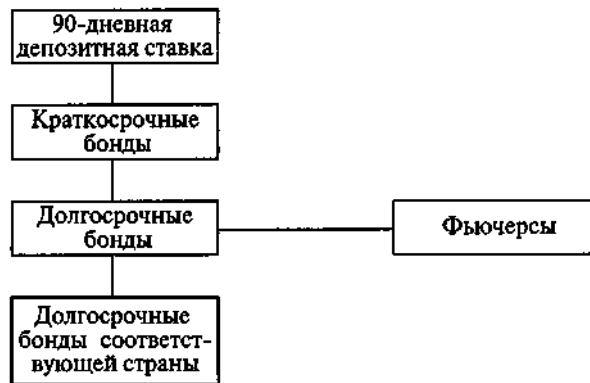 90-дневная
депозитная ставка
Краткосрочные
бонды
Долгосрочные
бонды
Фьючерсы
Долгосрочные
бонды соответст-
вующей страны